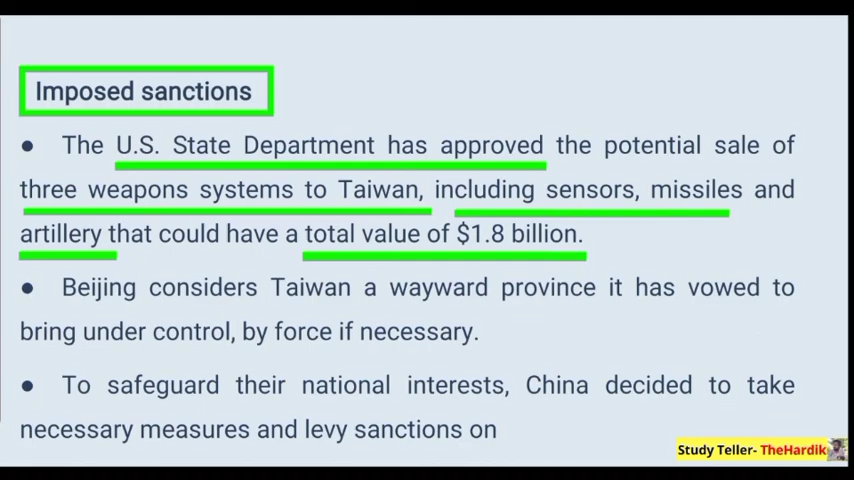 Imposed sanctions
● The U.S. State Department has approved the potential sale of
three weapons systems to Taiwan, including sensors, missiles and
artillery that could have a total value of $1.8 billion.
● Beijing considers Taiwan a wayward province it has vowed to
bring under control, by force if necessary.
● To safeguard their national interests, China decided to take
necessary measures and levy sanctions on
Study Teller- TheHardik